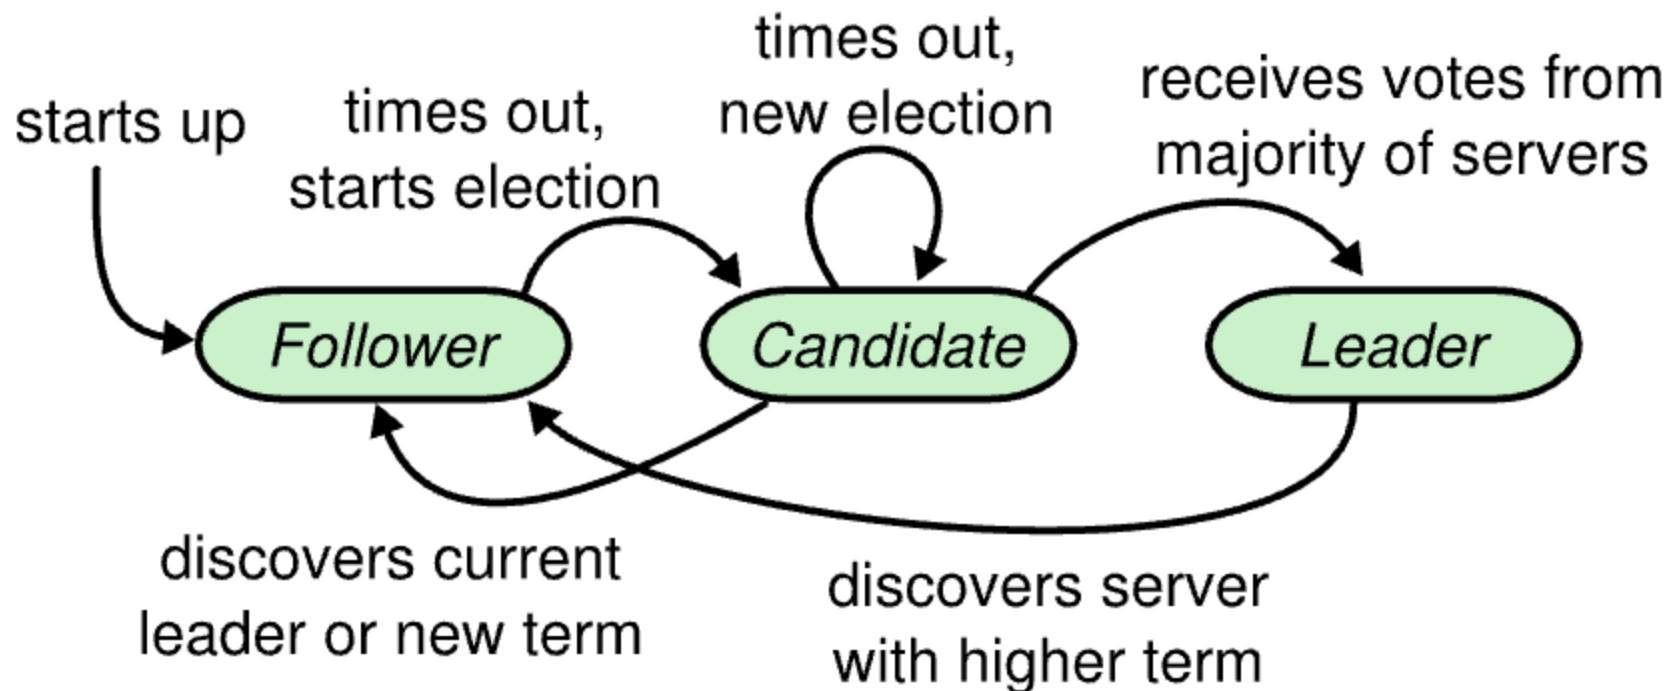 starts up
times out,
starts election
times out,
new election
receives votes from
majority of servers
Follower
Candidate
Leader
discovers current
leader or new term
discovers server
with higher term